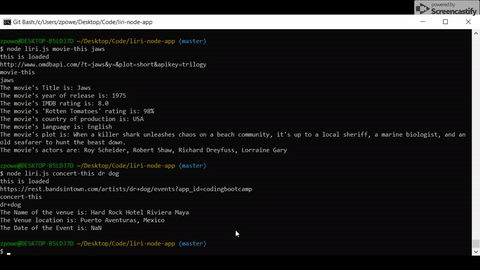 powered by
Screencastify
Git Bash:/c/Users/zpowe/Desktop/Code/liri-node-app
zpowe@DESKTOP-B5LD37D ~/Desktop/Code/liri-node-app (master)
$ node liri.js movie-this jaws
this is loaded
http://www.omdbapi.com/?t=jaws&y=&plot=short&apikey=trilogy
movie-this
jaws
The movie's Title is: Jaws
The movie's year of release is: 1975
The movie's IMDB rating is: 8.0
The movie's 'Rotten Tomatoes' rating is: 98%
The movie's country of production is: USA
The movie's language is: English
The movie's plot is: When a killer shark unleashes chaos on a beach community, it's up to a local sheriff, a marine biologist, and an
old seafarer to hunt the beast down.
The movie's actors are: Roy Scheider, Robert Shaw, Richard Dreyfuss, Lorraine Gary
zpowe@DESKTOP-B5LD37D ~/Desktop/Code/liri-node-app (master)
$ node liri.js concert-this dr dog
this is loaded
https://rest.bandsintown.com/artists/dr+dog/events?app_id=codingbootcamp
concert-this
dr+dog
The Name of the venue is: Hard Rock Hotel Riviera Maya
The Venue location is: Puerto Aventuras, Mexico
The Date of the Event is: NaN
zpowe@DESKTOP-B5LD37D ~/Desktop/Code/liri-node-app (master)
$